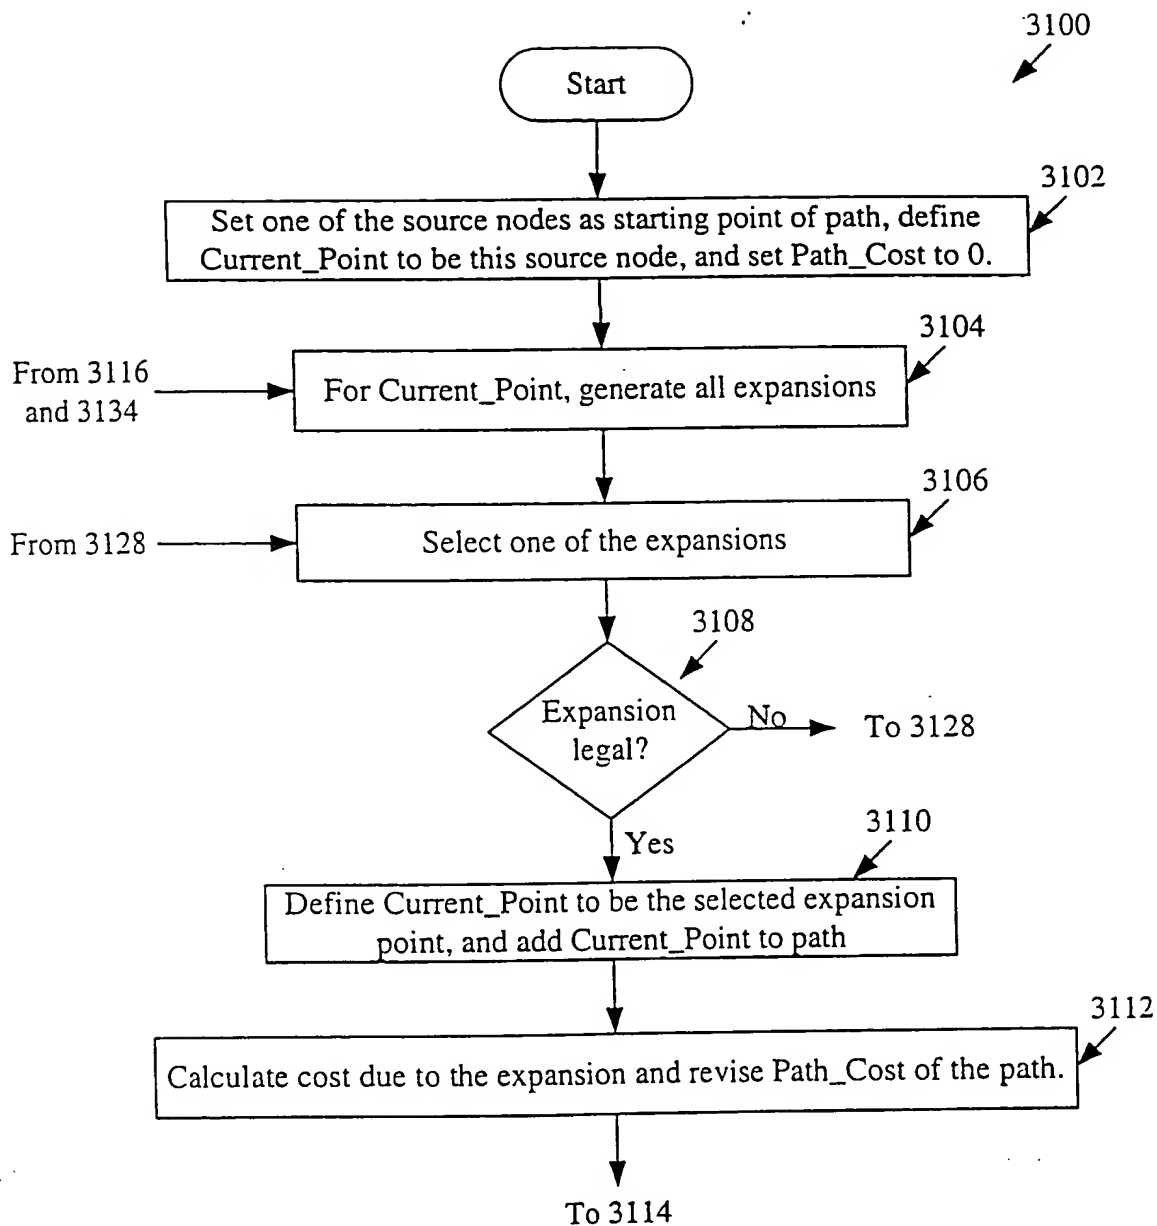 3100
Start
3102
Set one of the source nodes as starting point of path, define
Current_Point to be this source node, and set Path_Cost to 0.
3104
From 3116
and 3134
For Current_Point, generate all expansions
3106
From 3128
Select one of the expansions
3108
Expansion
legal?
No
To 3128
Yes
3110
Define Current_Point to be the selected expansion
point, and add Current_Point to path
3112
Calculate cost due to the expansion and revise Path_Cost of the path.
To 3114